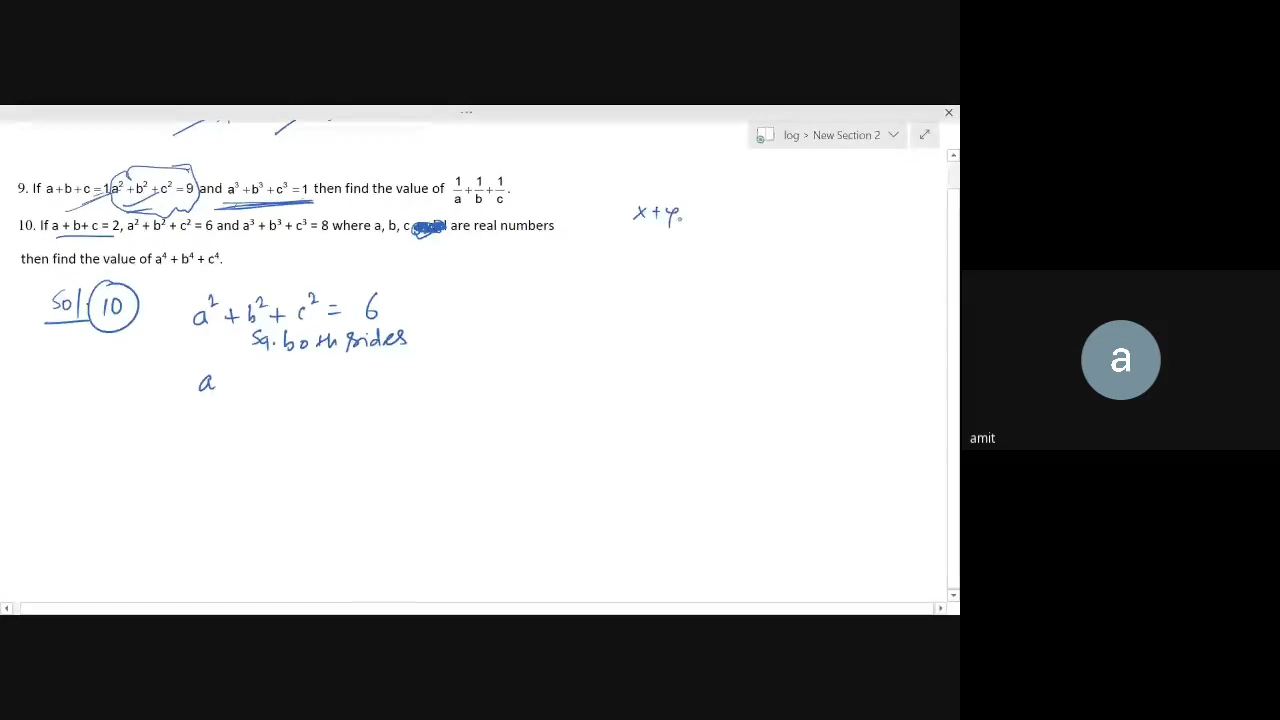 log > New Section 2
9. If a+b+c =1 a² +b² +c² =9 and a³ +b³ +c³ =1 then find the value of 1/a + 1/b + 1/c.
10. If a + b+ c = 2, a² + b² + c² = 6 and a³ + b³ + c³ = 8 where a, b, c are real numbers
x + y
then find the value of a⁴ + b⁴ + c⁴.
Sol. 10
a² + b² + c² = 6
Sq. both sides
a
a
amit